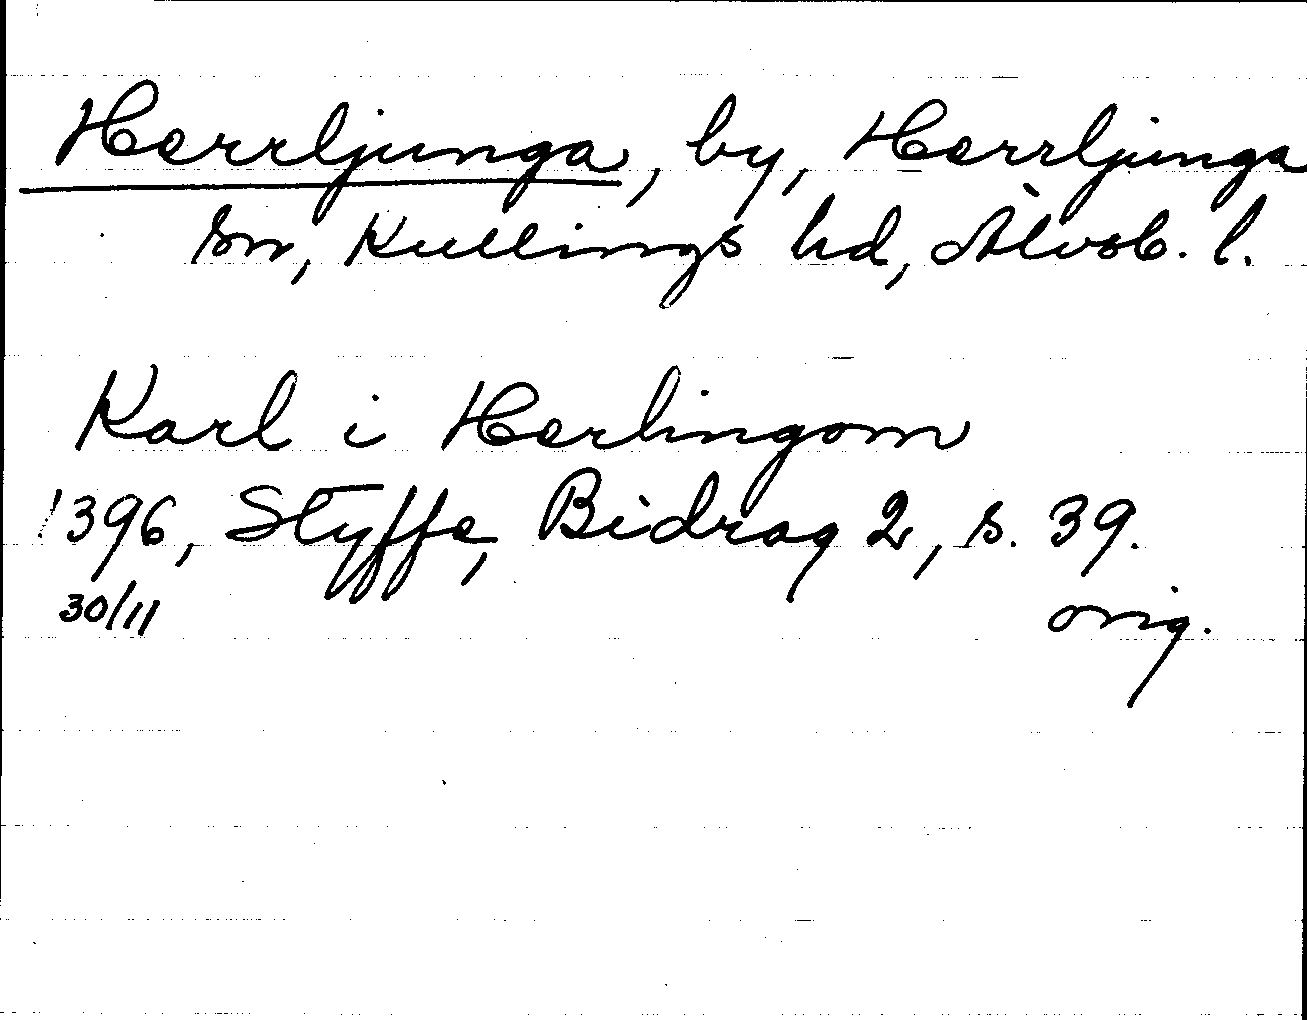 Herrljunga, by, Herrljunga
sn, Kullings hd, Älvsb. l.
Karl i Herlingom
1396, Styffe, Bidrag 2, s. 39.
30/11 orig.